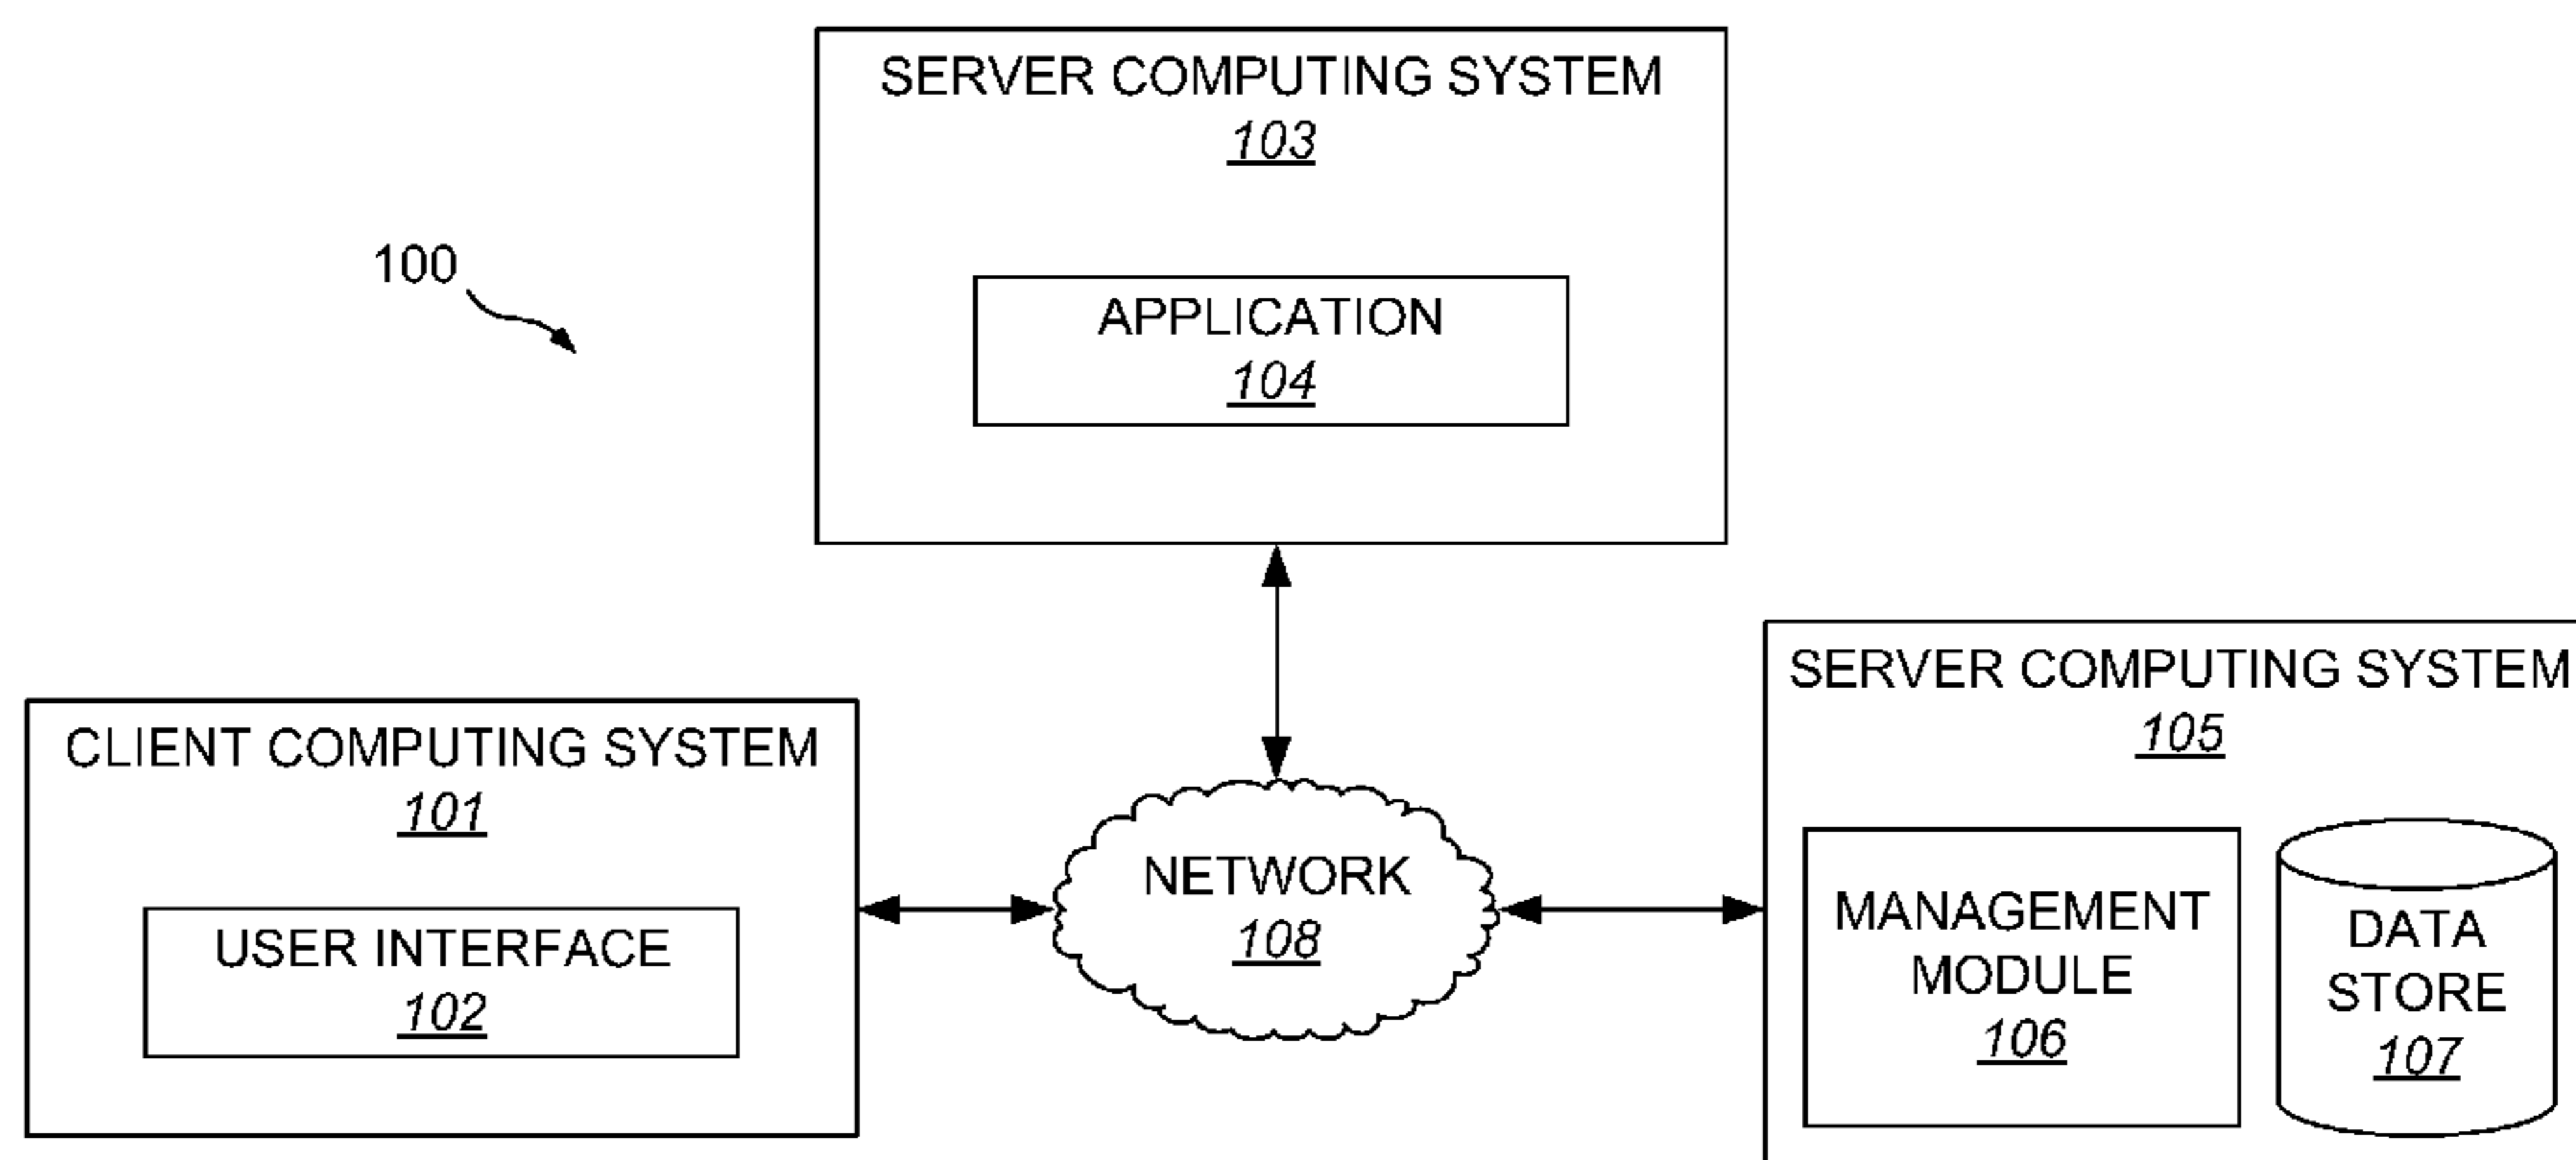 SERVER COMPUTING SYSTEM
103
100
APPLICATION
104
SERVER COMPUTING SYSTEM
105
CLIENT COMPUTING SYSTEM
101
USER INTERFACE
102
NETWORK
108
MANAGEMENT
MODULE
106
DATA
STORE
107